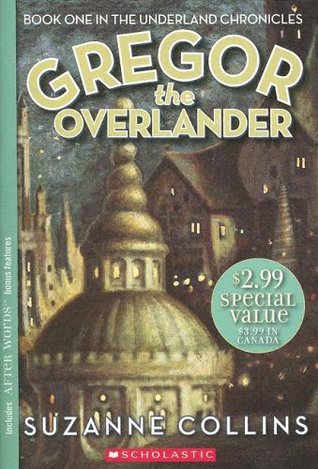 BOOK ONE IN THE UNDERLAND CHRONICLES
GREGOR
the
OVERLANDER
$2.99
SPECIAL
VALUE
$3.99 IN
CANADA
Includes AFTER WORDS™ bonus features
SUZANNE COLLINS
SCHOLASTIC